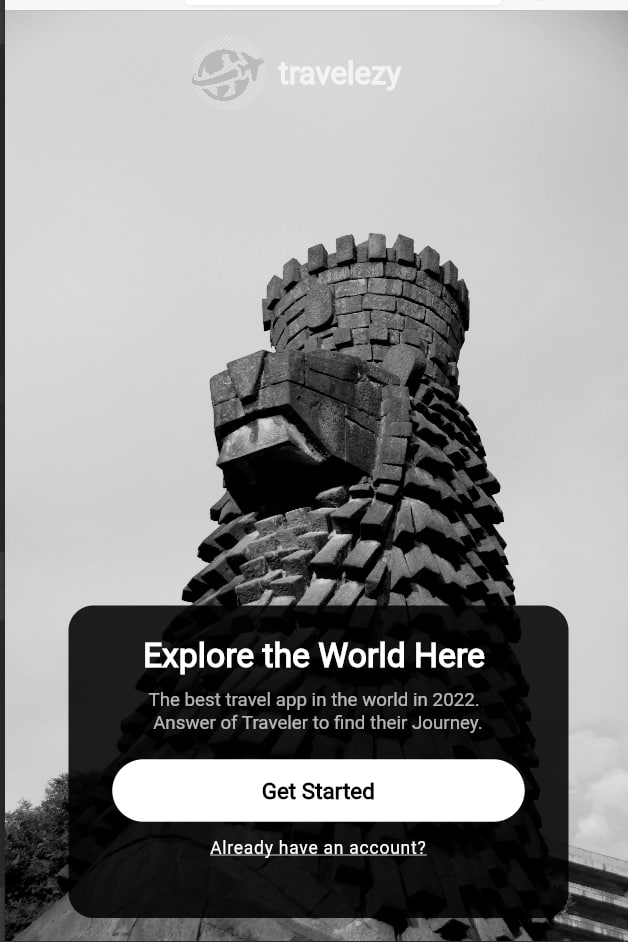 travelezy
Explore the World Here
The best travel app in the world in 2022.
Answer of Traveler to find their Journey.
Get Started
Already have an account?